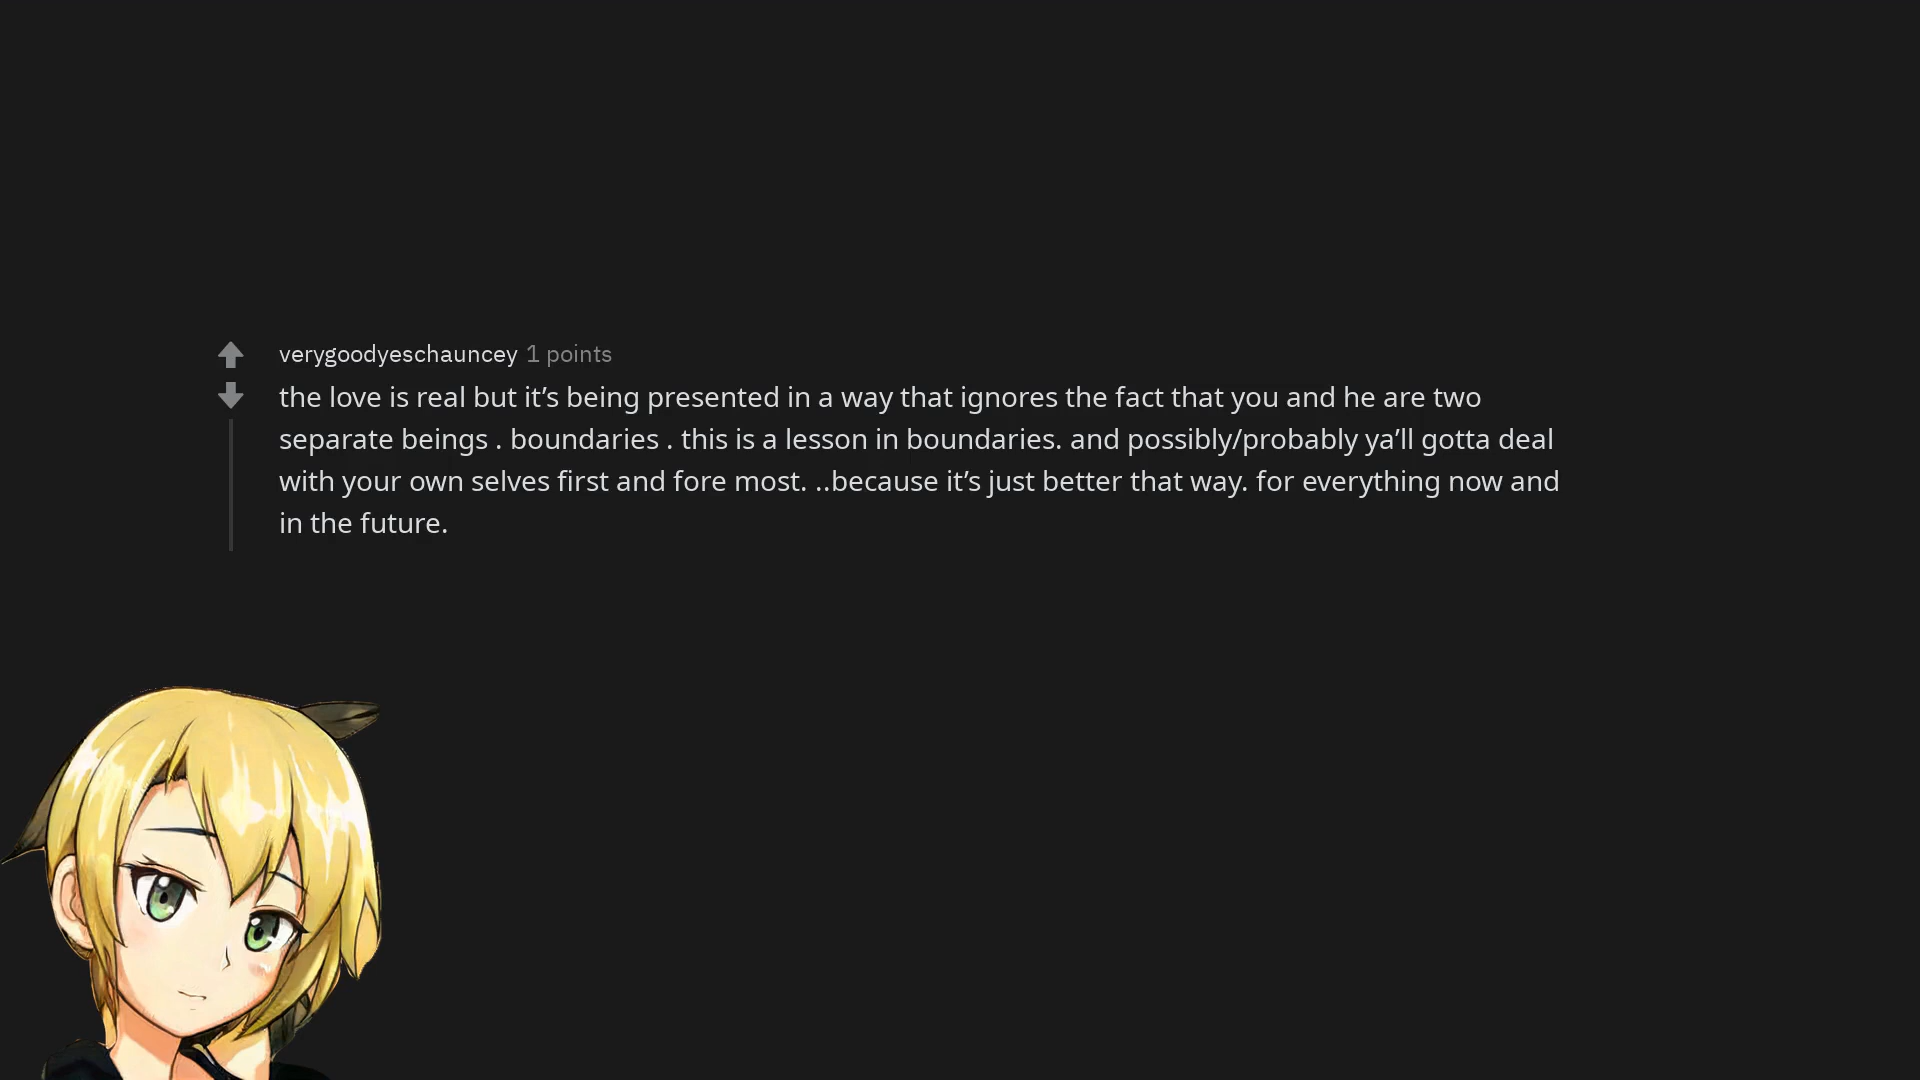 verygoodyeschauncey 1 points
the love is real but it’s being presented in a way that ignores the fact that you and he are two
separate beings . boundaries . this is a lesson in boundaries. and possibly/probably ya’ll gotta deal
with your own selves first and fore most. ..because it’s just better that way. for everything now and
in the future.